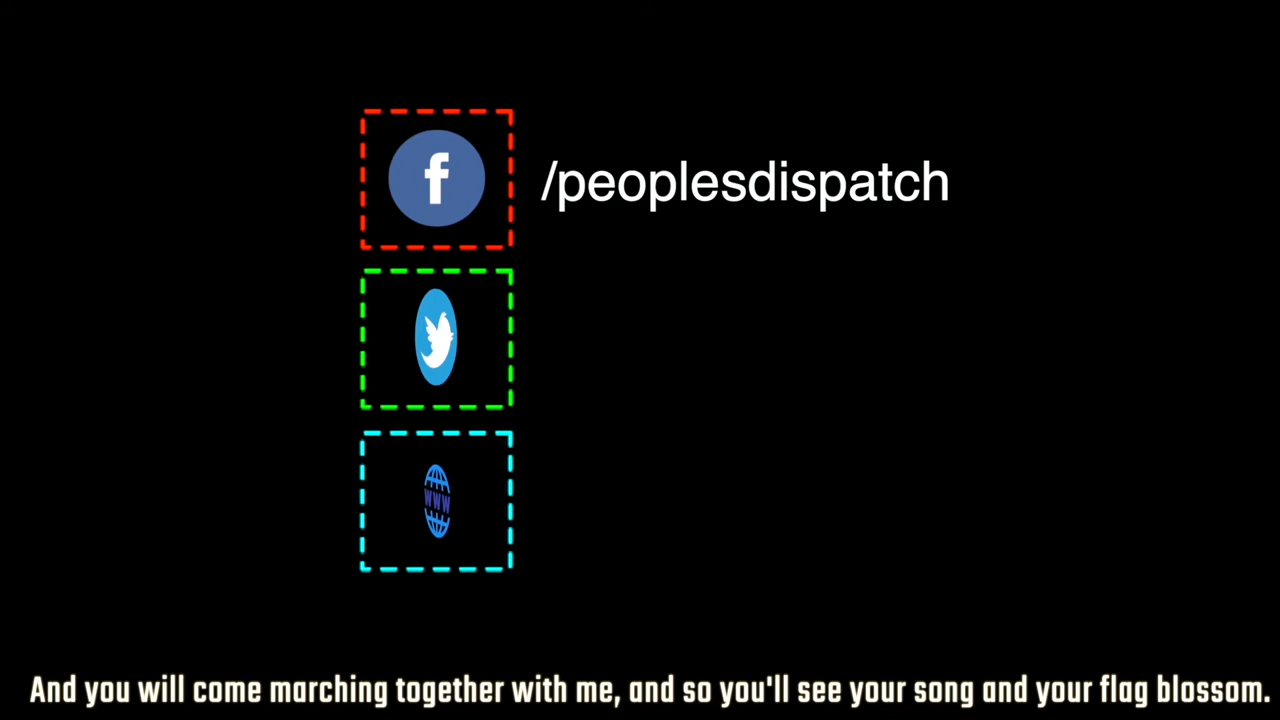 f
/peoplesdispatch
WWW
And you will come marching together with me, and so you'll see your song and your flag blossom.